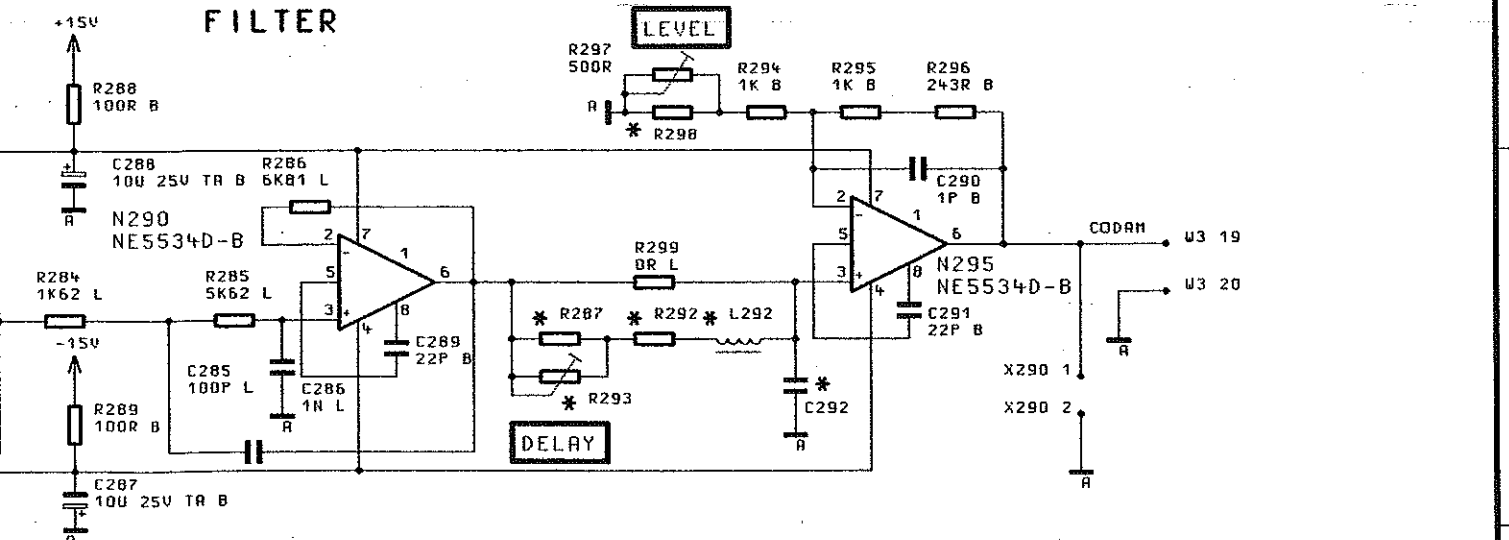 FILTER
+15V
R288
100R B
C288
10U 25V TA B
A
R286
6K81 L
N290
NE5534D-B
2
7
1
5
6
3
8
4
-
+
R284
1K62 L
R285
5K62 L
-15V
R289
100R B
C285
100P L
C286
1N L
A
C289
22P B
C287
10U 25V TA B
A
LEVEL
R297
500R
A
* R298
R294
1K B
R295
1K B
R296
243R B
C290
1P B
2
7
1
5
6
3
8
4
-
+
N295
NE5534D-B
C291
22P B
R299
0R L
* R287
* R292
* L292
* R293
DELAY
*
C292
A
CODAM
W3 19
W3 20
A
X290 1
X290 2
A